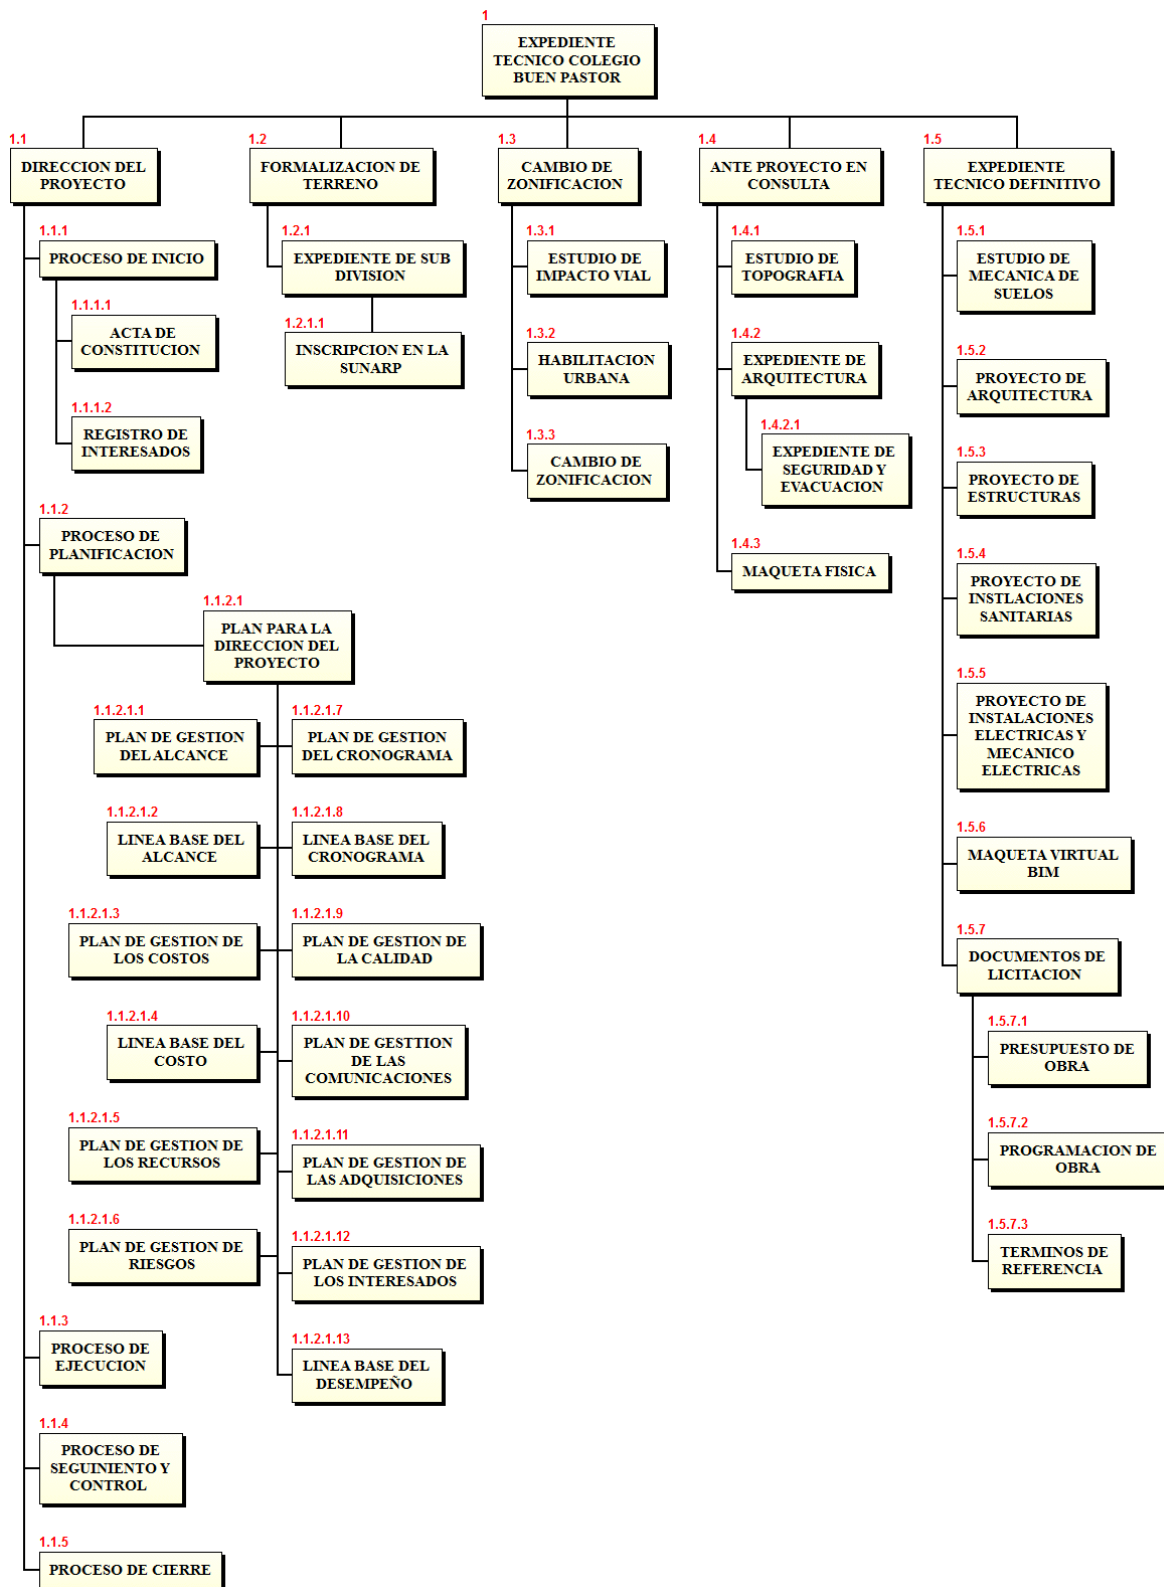 1
EXPEDIENTE
TECNICO COLEGIO
BUEN PASTOR
1.1
DIRECCION DEL
PROYECTO
1.1.1
PROCESO DE INICIO
1.1.1.1
ACTA DE
CONSTITUCION
1.1.1.2
REGISTRO DE
INTERESADOS
1.1.2
PROCESO DE
PLANIFICACION
1.1.2.1
PLAN PARA LA
DIRECCION DEL
PROYECTO
1.1.2.1.1
PLAN DE GESTION
DEL ALCANCE
1.1.2.1.2
LINEA BASE DEL
ALCANCE
1.1.2.1.3
PLAN DE GESTION DE
LOS COSTOS
1.1.2.1.4
LINEA BASE DEL
COSTO
1.1.2.1.5
PLAN DE GESTION DE
LOS RECURSOS
1.1.2.1.6
PLAN DE GESTION DE
RIESGOS
1.1.2.1.7
PLAN DE GESTION
DEL CRONOGRAMA
1.1.2.1.8
LINEA BASE DEL
CRONOGRAMA
1.1.2.1.9
PLAN DE GESTION DE
LA CALIDAD
1.1.2.1.10
PLAN DE GESTTION
DE LAS
COMUNICACIONES
1.1.2.1.11
PLAN DE GESTION DE
LAS ADQUISICIONES
1.1.2.1.12
PLAN DE GESTION DE
LOS INTERESADOS
1.1.2.1.13
LINEA BASE DEL
DESEMPEÑO
1.1.3
PROCESO DE
EJECUCION
1.1.4
PROCESO DE
SEGUINIENTO Y
CONTROL
1.1.5
PROCESO DE CIERRE
1.2
FORMALIZACION DE
TERRENO
1.2.1
EXPEDIENTE DE SUB
DIVISION
1.2.1.1
INSCRIPCION EN LA
SUNARP
1.3
CAMBIO DE
ZONIFICACION
1.3.1
ESTUDIO DE
IMPACTO VIAL
1.3.2
HABILITACION
URBANA
1.3.3
CAMBIO DE
ZONIFICACION
1.4
ANTE PROYECTO EN
CONSULTA
1.4.1
ESTUDIO DE
TOPOGRAFIA
1.4.2
EXPEDIENTE DE
ARQUITECTURA
1.4.2.1
EXPEDIENTE DE
SEGURIDAD Y
EVACUACION
1.4.3
MAQUETA FISICA
1.5
EXPEDIENTE
TECNICO DEFINITIVO
1.5.1
ESTUDIO DE
MECANICA DE
SUELOS
1.5.2
PROYECTO DE
ARQUITECTURA
1.5.3
PROYECTO DE
ESTRUCTURAS
1.5.4
PROYECTO DE
INSTLACIONES
SANITARIAS
1.5.5
PROYECTO DE
INSTALACIONES
ELECTRICAS Y
MECANICO
ELECTRICAS
1.5.6
MAQUETA VIRTUAL
BIM
1.5.7
DOCUMENTOS DE
LICITACION
1.5.7.1
PRESUPUESTO DE
OBRA
1.5.7.2
PROGRAMACION DE
OBRA
1.5.7.3
TERMINOS DE
REFERENCIA